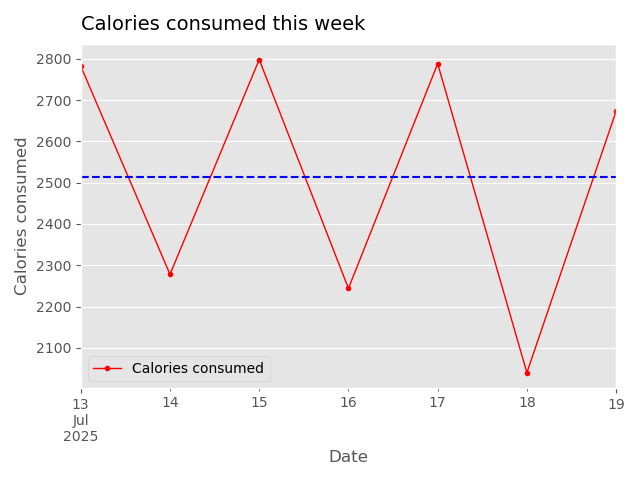 Calories consumed this week
Calories consumed
2800
2700
2600
2500
2400
2300
2200
2100
Calories consumed
13 14 15 16 17 18 19
Jul
2025
Date